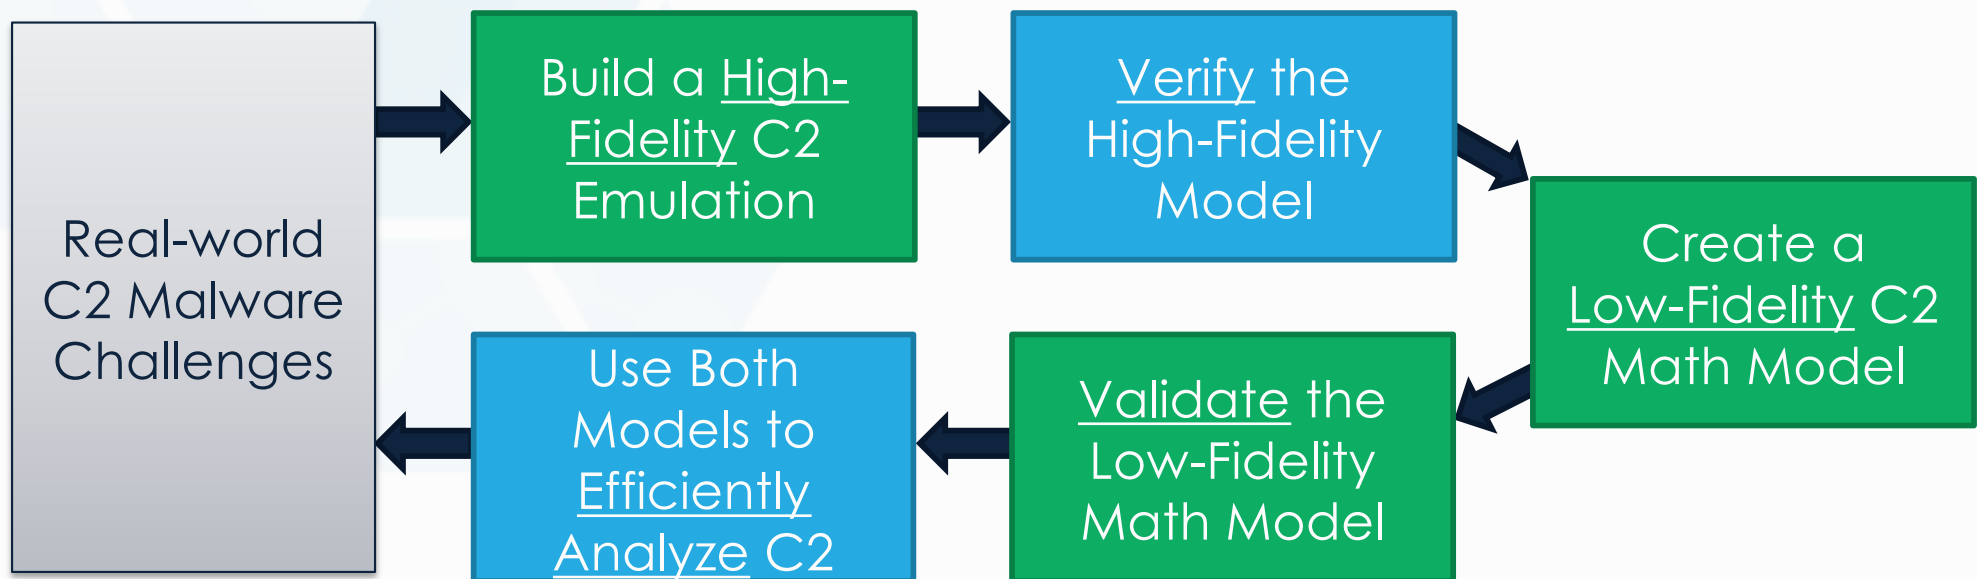 Real-world
C2 Malware
Challenges
Build a High-
Fidelity C2
Emulation
Verify the
High-Fidelity
Model
Create a
Low-Fidelity C2
Math Model
Validate the
Low-Fidelity
Math Model
Use Both
Models to
Efficiently
Analyze C2